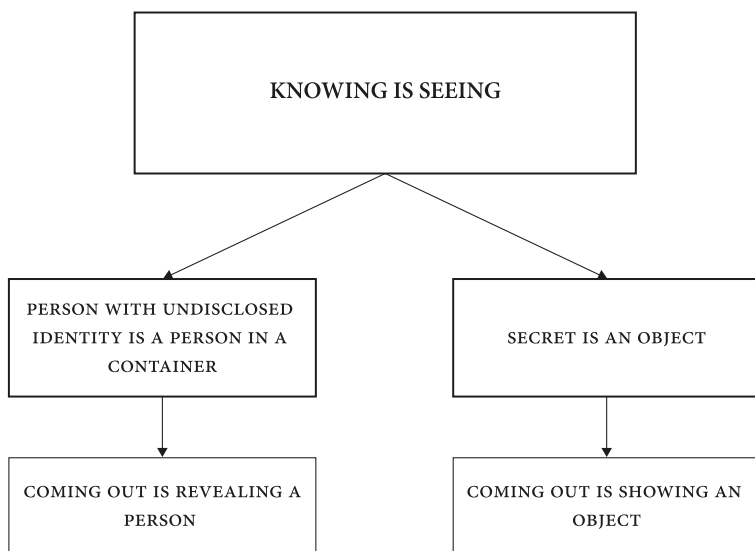 KNOWING IS SEEING
PERSON WITH UNDISCLOSED
IDENTITY IS A PERSON IN A
CONTAINER
SECRET IS AN OBJECT
COMING OUT IS REVEALING A
PERSON
COMING OUT IS SHOWING AN
OBJECT